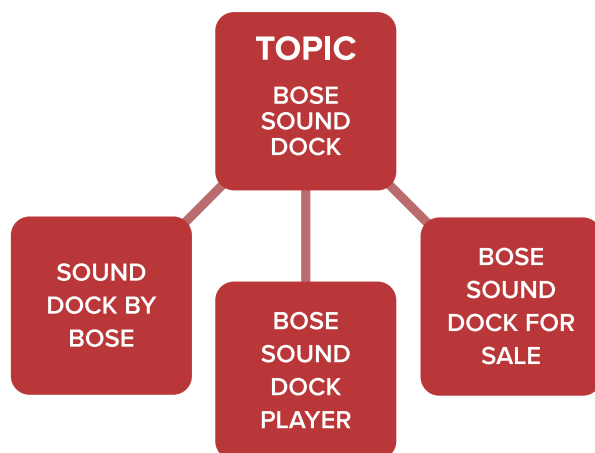 TOPIC
BOSE
SOUND
DOCK
SOUND
DOCK BY
BOSE
BOSE
SOUND
DOCK
PLAYER
BOSE
SOUND
DOCK FOR
SALE